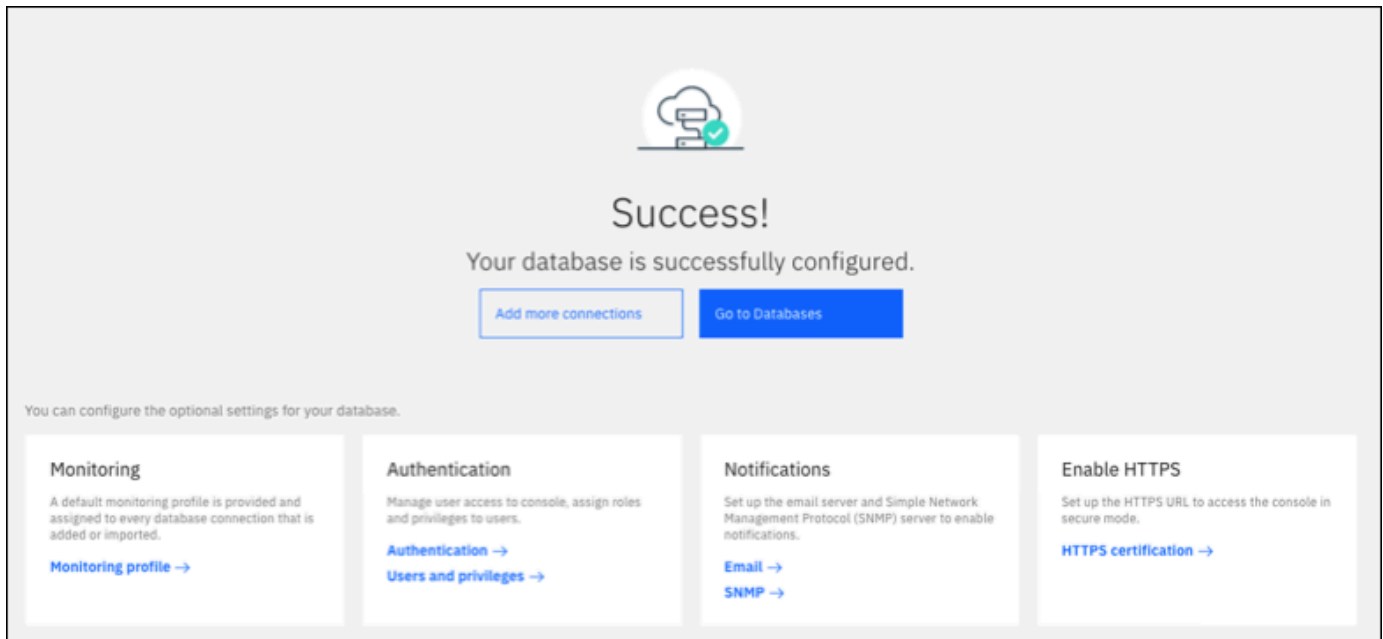 Success!
Your database is successfully configured.
Add more connections
Go to Databases
You can configure the optional settings for your database.
Monitoring
A default monitoring profile is provided and
assigned to every database connection that is
added or imported.
Monitoring profile →
Authentication
Manage user access to console, assign roles
and privileges to users.
Authentication →
Users and privileges →
Notifications
Set up the email server and Simple Network
Management Protocol (SNMP) server to enable
notifications.
Email →
SNMP →
Enable HTTPS
Set up the HTTPS URL to access the console in
secure mode.
HTTPS certification →